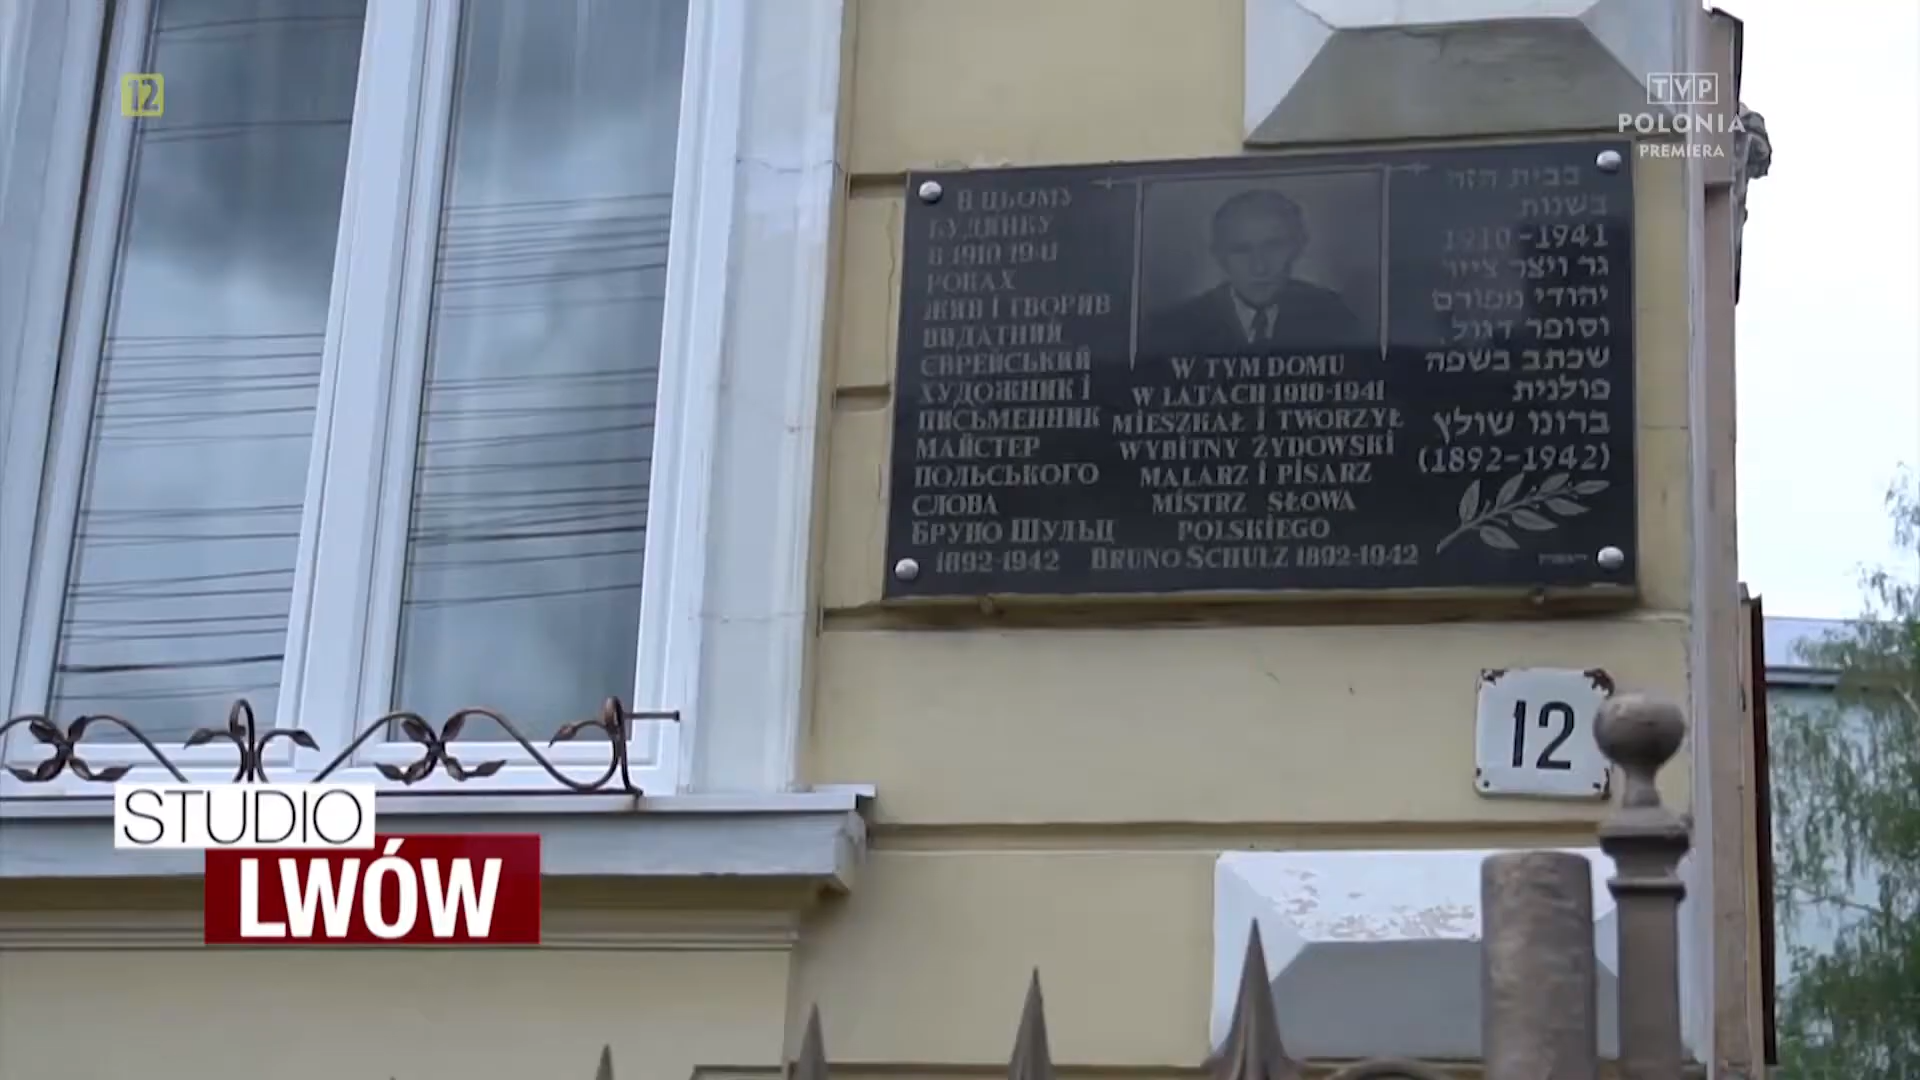 12
TVP
POLONIA
PREMIERA
В ЦЬОМУ
БУДИНКУ
В 1910-1941
РОКАХ
ЖИВ І ТВОРИВ
ВИДАТНИЙ
ЄВРЕЙСЬКИЙ
ХУДОЖНИК І
ПИСЬМЕННИК
МАЙСТЕР
ПОЛЬСЬКОГО
СЛОВА
БРУНО ШУЛЬЦ
1892-1942
W TYM DOMU
W LATACH 1910-1941
MIESZKAŁ I TWORZYŁ
WYBITNY ŻYDOWSKI
MALARZ I PISARZ
MISTRZ SŁOWA
POLSKIEGO
BRUNO SCHULZ 1892-1942
בבית הזה
בשנות
1910-1941
גר ויצר צייר
יהודי מפורסם
וסופר דגול,
שכתב בשפה
פולנית
ברונו שולץ
(1892-1942)
12
STUDIO
LWÓW